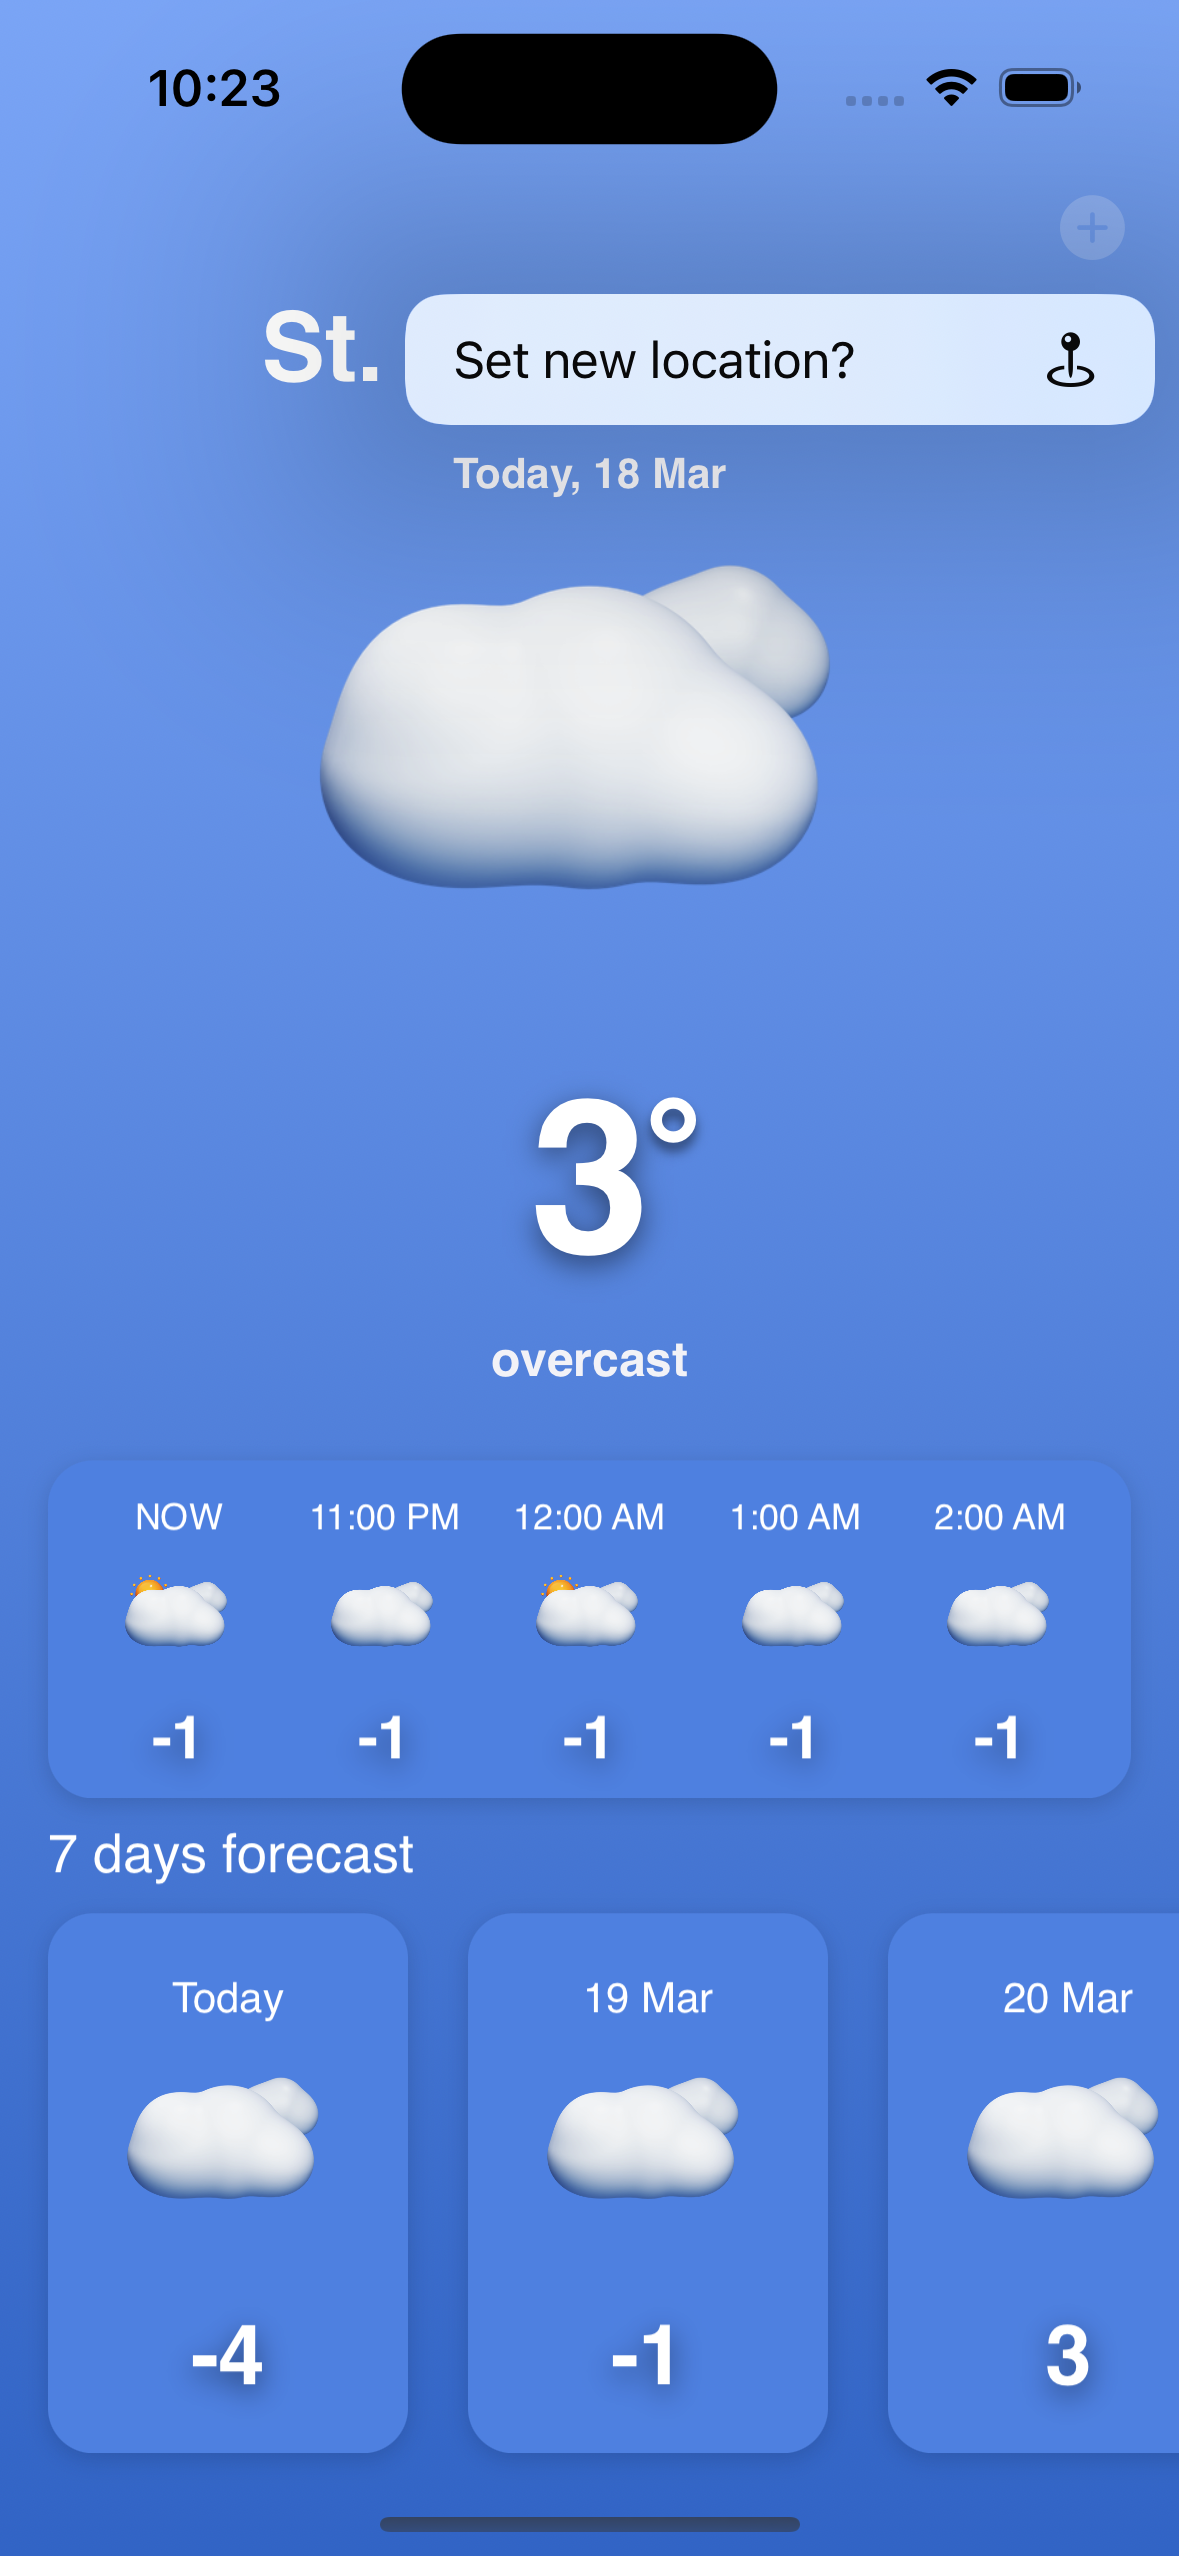 10:23
St.
Set new location?
Today, 18 Mar
3°
overcast
NOW 11:00 PM 12:00 AM 1:00 AM 2:00 AM
-1 -1 -1 -1 -1
7 days forecast
Today 19 Mar 20 Mar
-4 -1 3